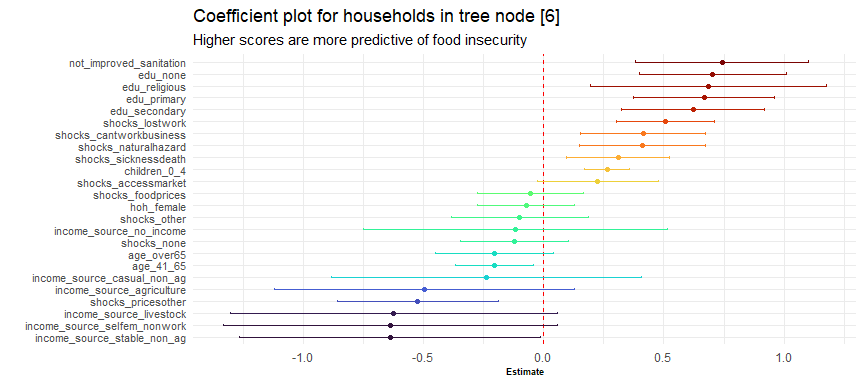 Coefficient plot for households in tree node [6]
Higher scores are more predictive of food insecurity
not_improved_sanitation
edu_none
edu_religious
edu_primary
edu_secondary
shocks_lostwork
shocks_cantworkbusiness
shocks_naturalhazard
shocks_sicknessdeath
children_0_4
shocks_accessmarket
shocks_foodprices
hoh_female
shocks_other
income_source_no_income
shocks_none
age_over65
age_41_65
income_source_casual_non_ag
income_source_agriculture
shocks_pricesother
income_source_livestock
income_source_selfem_nonwork
income_source_stable_non_ag
-1.0 -0.5 0.0 0.5 1.0
Estimate